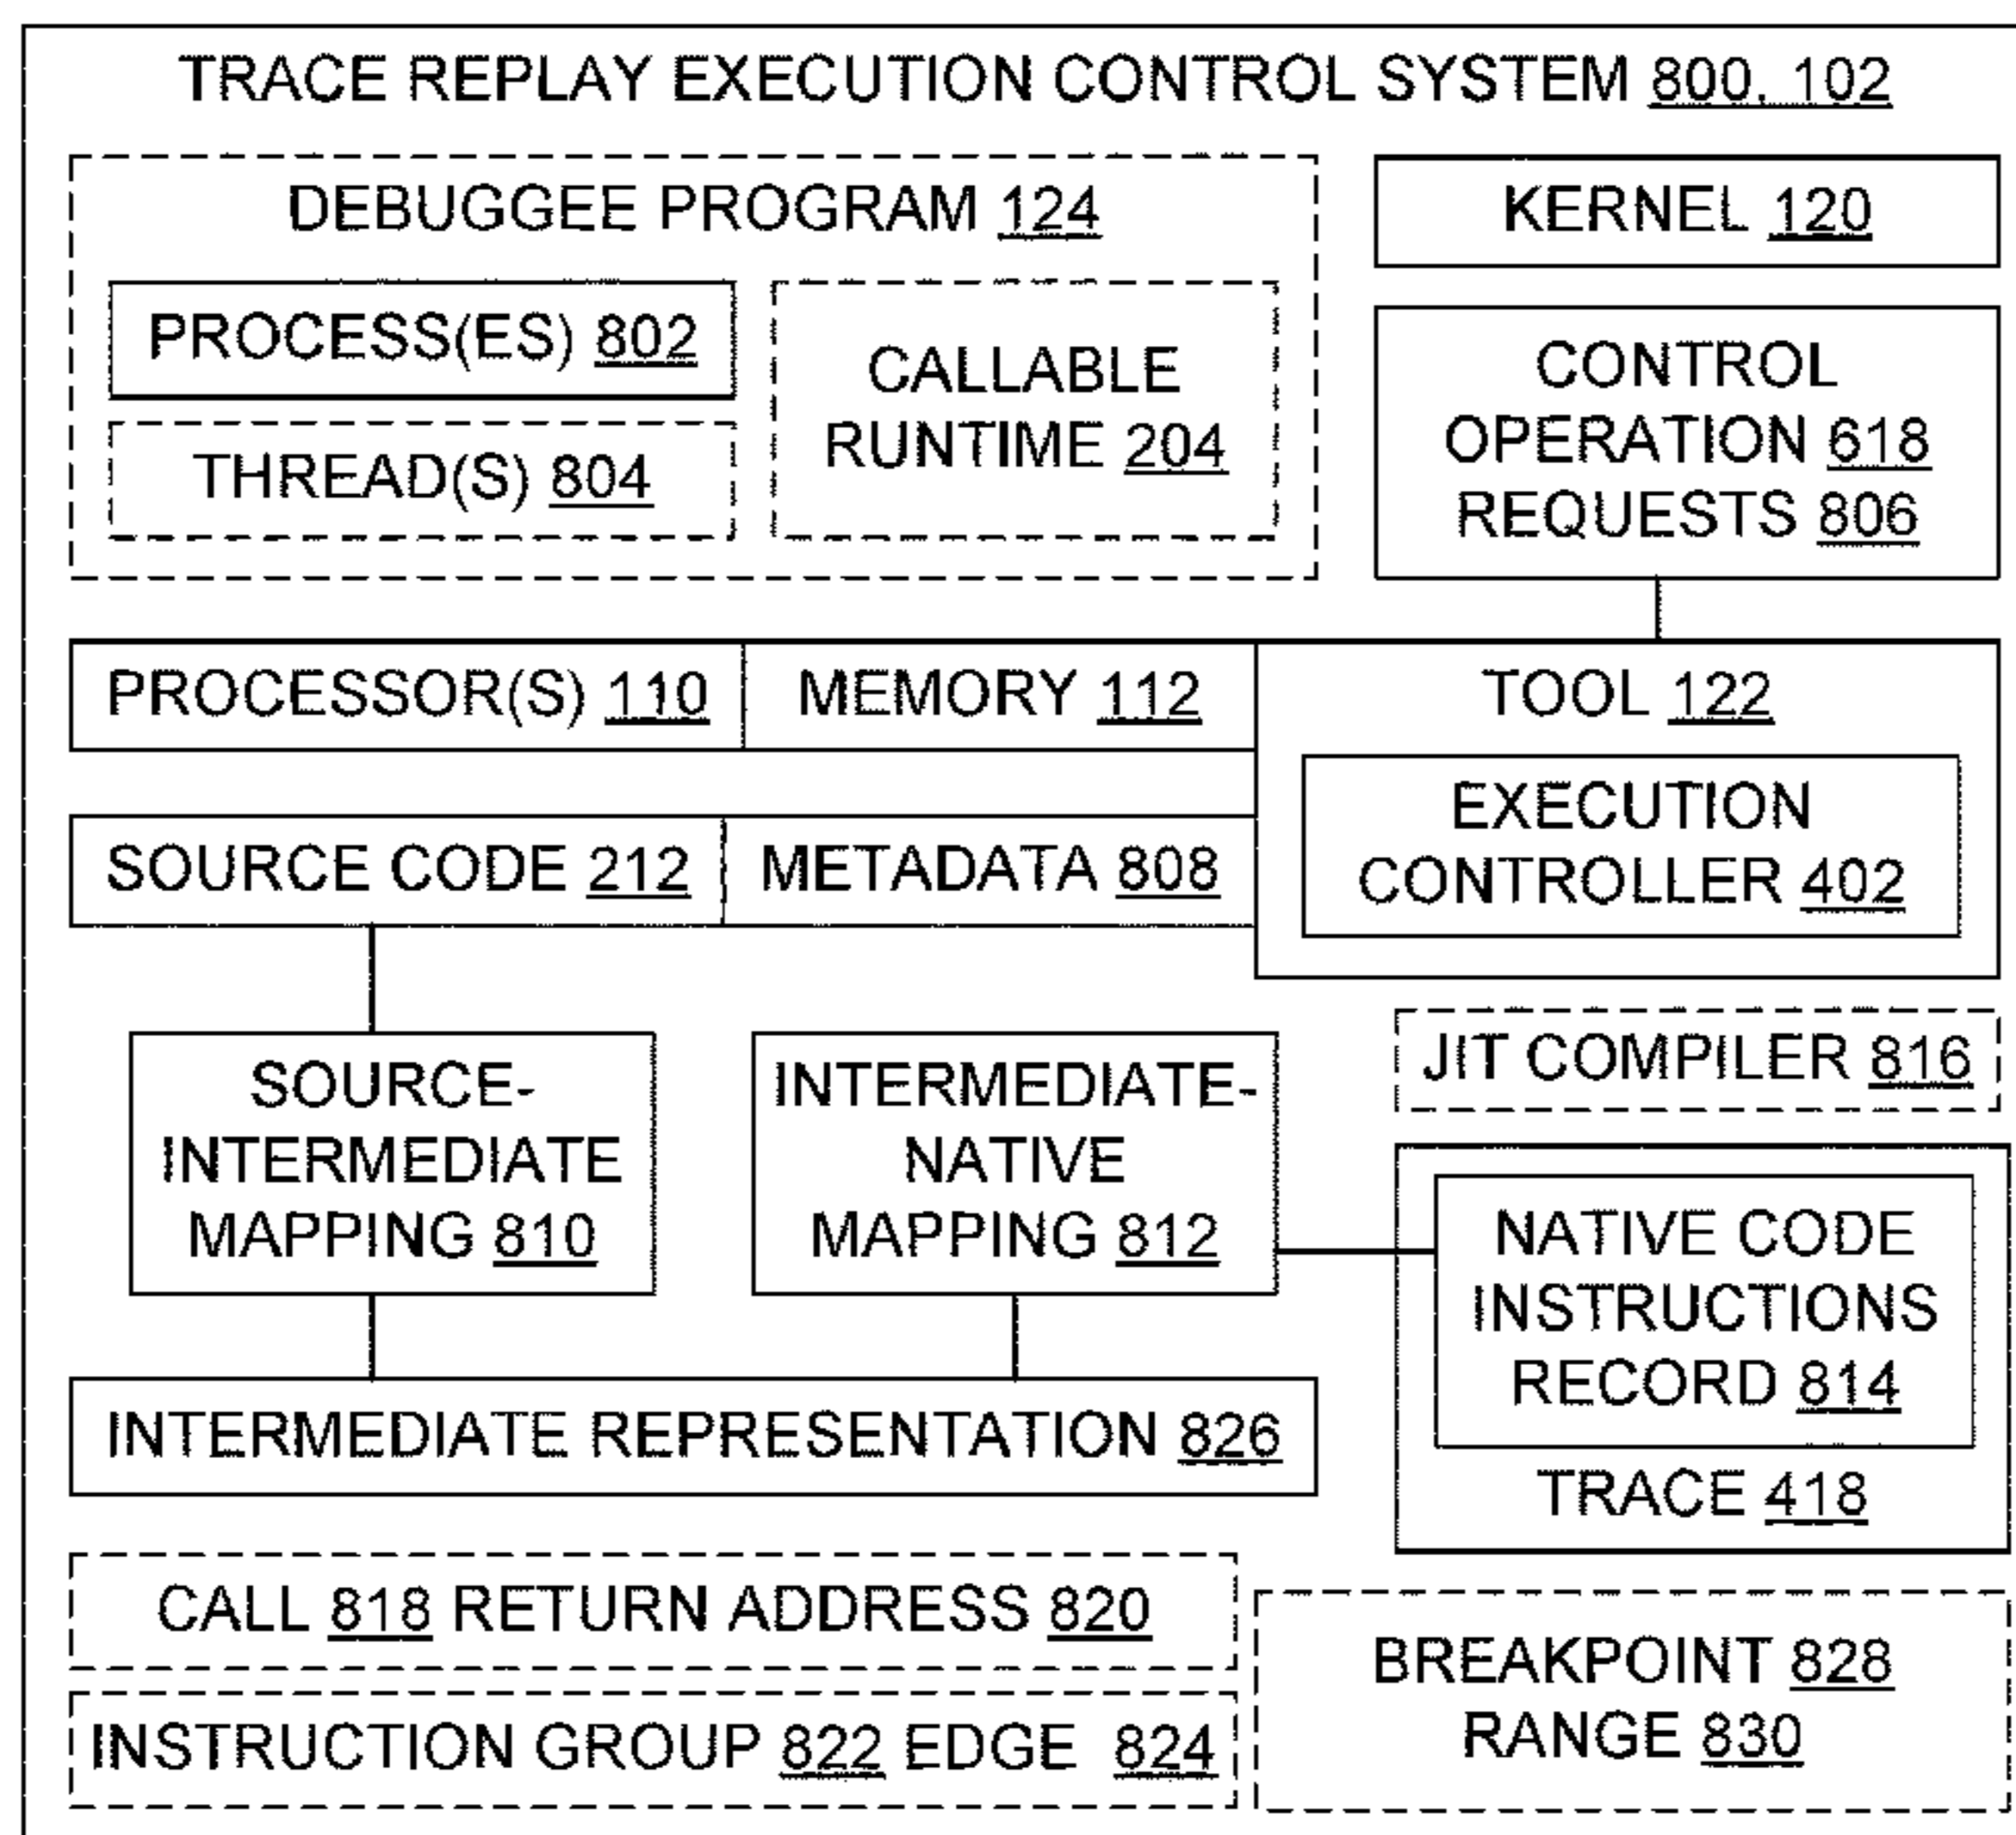 TRACE REPLAY EXECUTION CONTROL SYSTEM 800, 102
DEBUGGEE PROGRAM 124
PROCESS(ES) 802
THREAD(S) 804
CALLABLE
RUNTIME 204
KERNEL 120
CONTROL
OPERATION 618
REQUESTS 806
PROCESSOR(S) 110
MEMORY 112
TOOL 122
EXECUTION
CONTROLLER 402
SOURCE CODE 212
METADATA 808
SOURCE-
INTERMEDIATE
MAPPING 810
INTERMEDIATE-
NATIVE
MAPPING 812
JIT COMPILER 816
NATIVE CODE
INSTRUCTIONS
RECORD 814
TRACE 418
INTERMEDIATE REPRESENTATION 826
CALL 818 RETURN ADDRESS 820
INSTRUCTION GROUP 822 EDGE 824
BREAKPOINT 828
RANGE 830